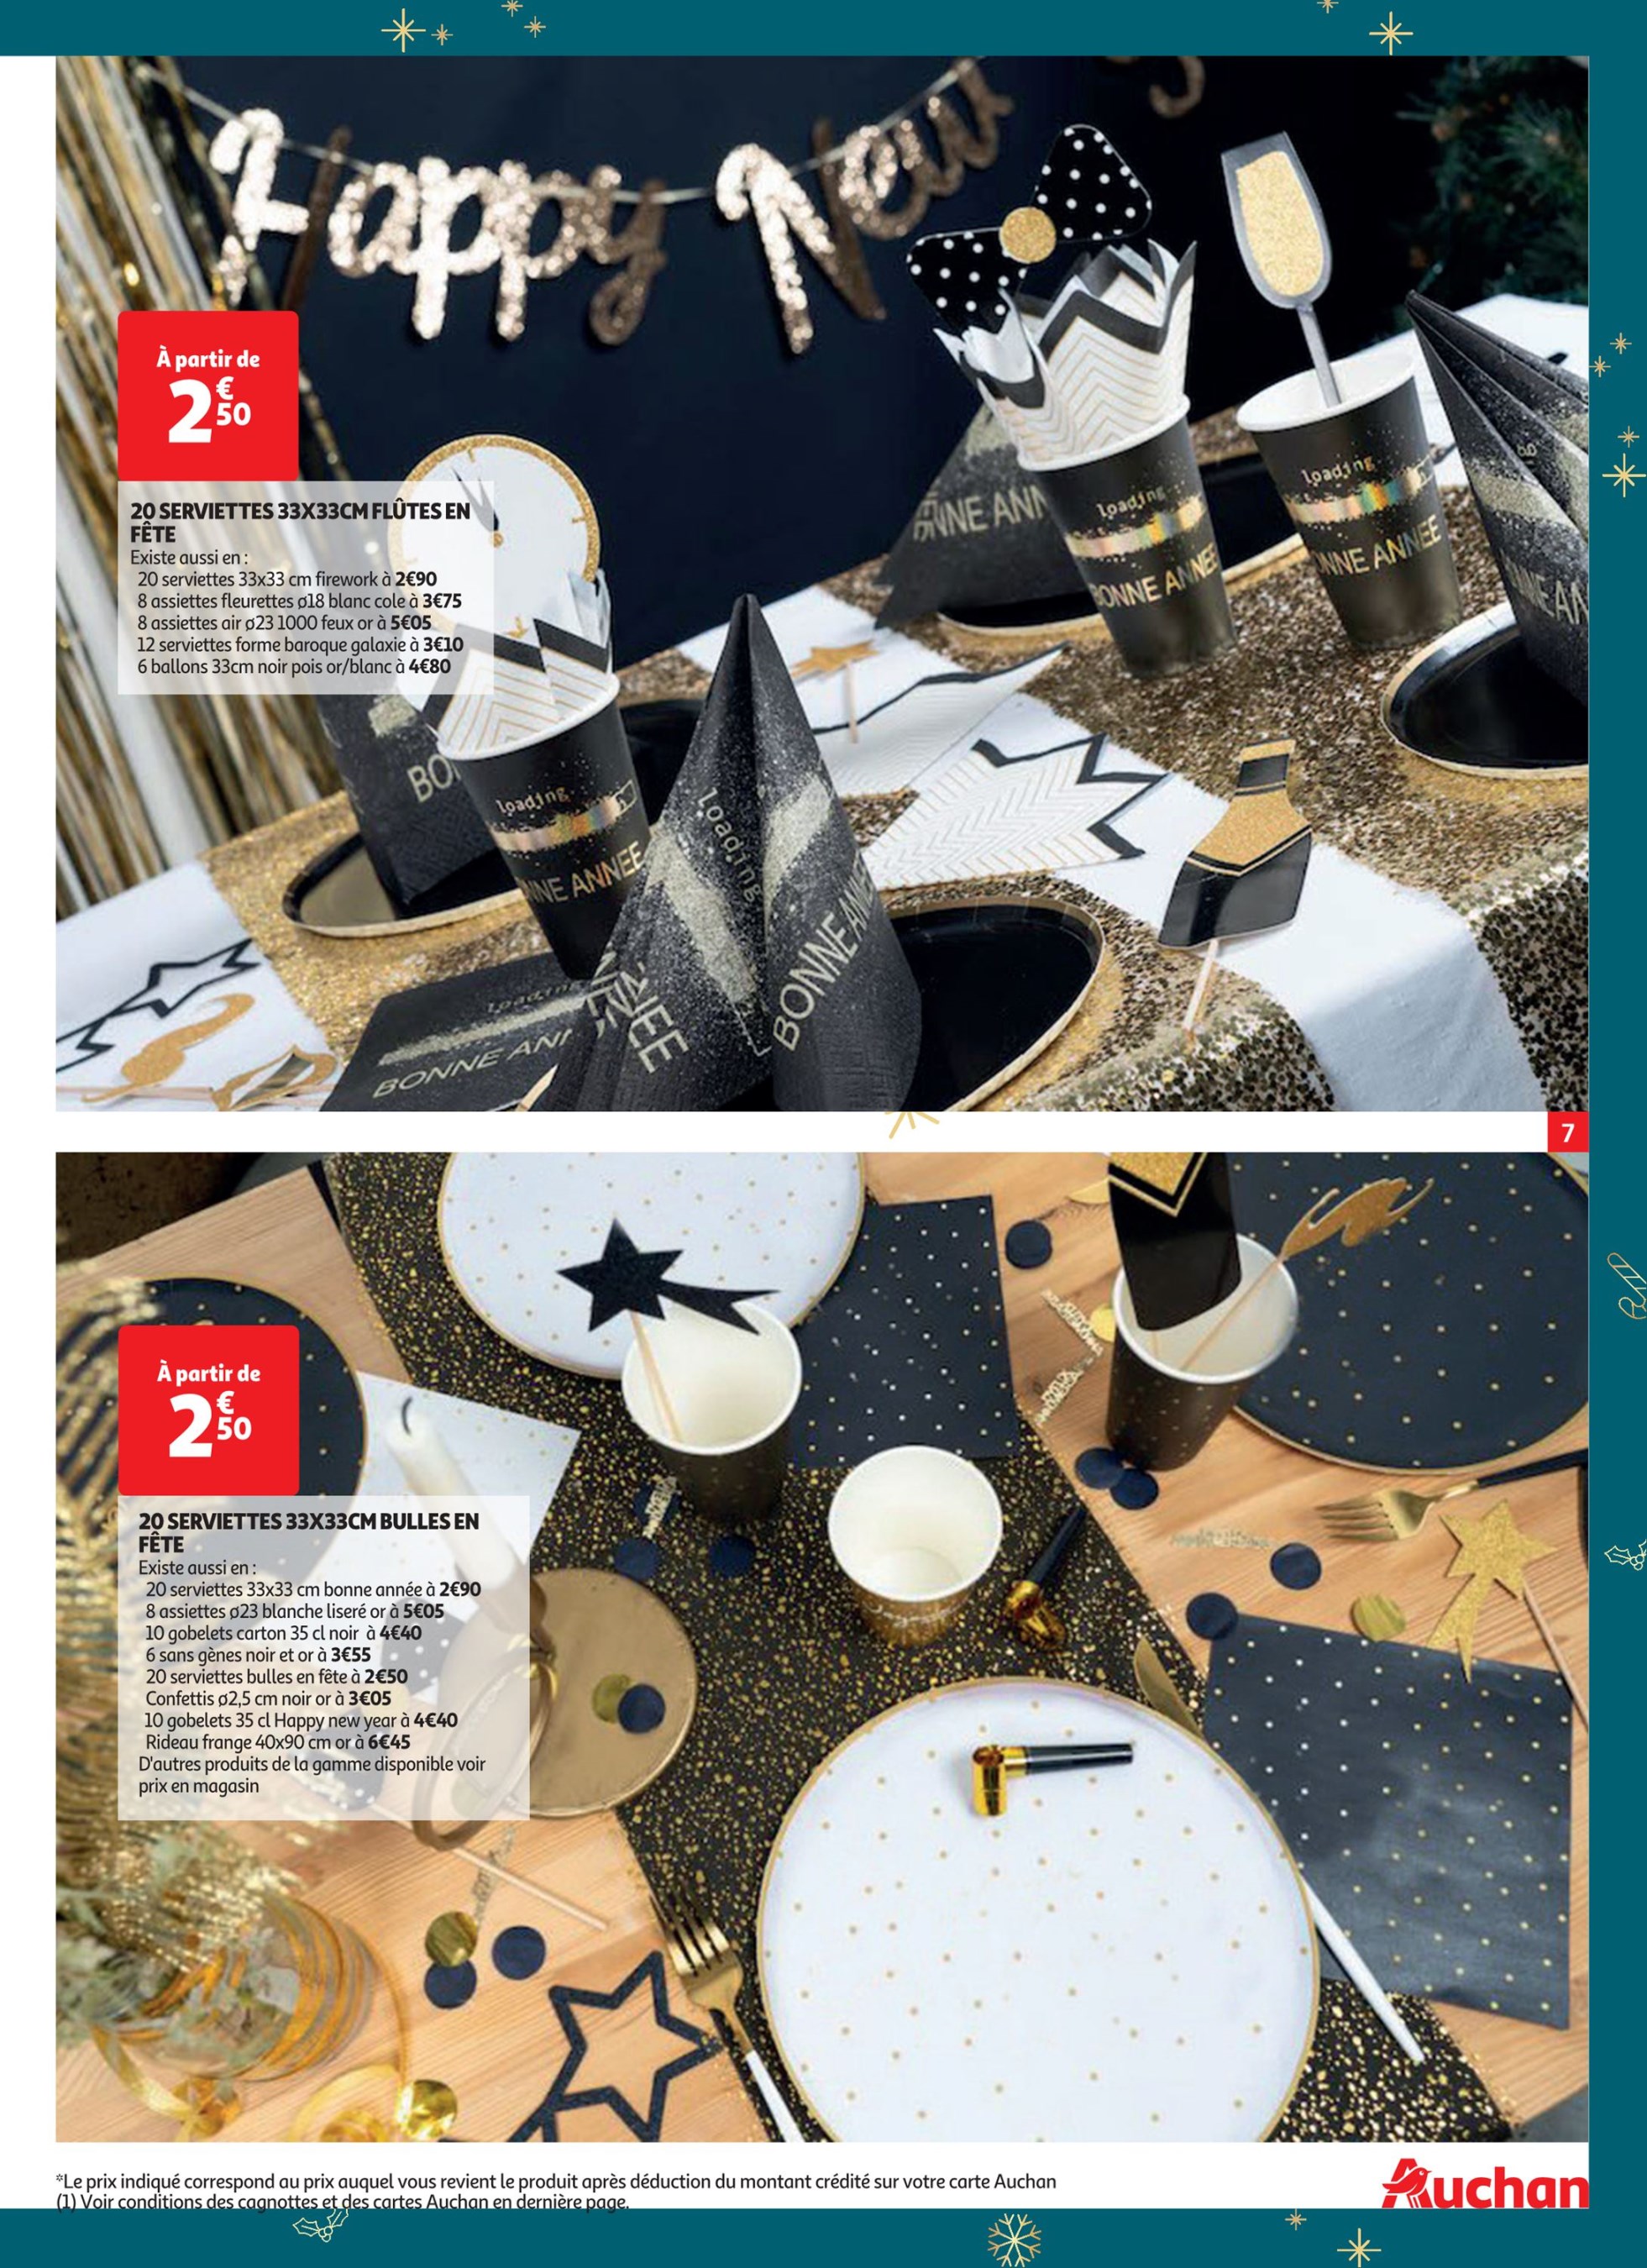 Happy New
À partir de
2€50
20 SERVIETTES 33X33CM FLÛTES EN
FÊTE
Existe aussi en :
20 serviettes 33x33 cm firework à 2€90
8 assiettes fleurettes ø18 blanc cole à 3€75
8 assiettes air ø23 1000 feux or à 5€05
12 serviettes forme baroque galaxie à 3€10
6 ballons 33cm noir pois or/blanc à 4€80
loading
BONNE ANNEE
loading
BONNE ANNEE
loading
NNE ANNEE
loading
BONNE AN
NEE
loading
BONNE ANN
7
À partir de
2€50
20 SERVIETTES 33X33CM BULLES EN
FÊTE
Existe aussi en :
20 serviettes 33x33 cm bonne année à 2€90
8 assiettes ø23 blanche liseré or à 5€05
10 gobelets carton 35 cl noir à 4€40
6 sans gènes noir et or à 3€55
20 serviettes bulles en fête à 2€50
Confettis ø2,5 cm noir or à 3€05
10 gobelets 35 cl Happy new year à 4€40
Rideau frange 40x90 cm or à 6€45
D'autres produits de la gamme disponible voir
prix en magasin
*Le prix indiqué correspond au prix auquel vous revient le produit après déduction du montant crédité sur votre carte Auchan
(1) Voir conditions des cagnottes et des cartes Auchan en dernière page.
Auchan